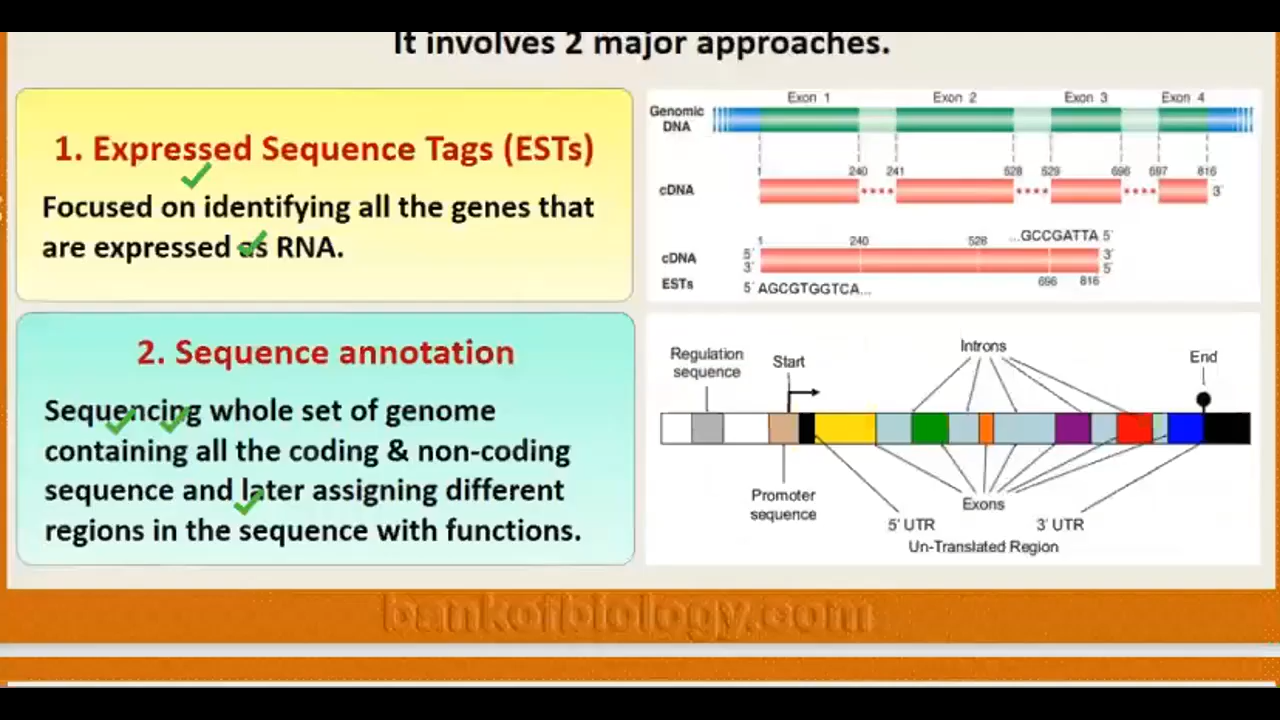 It involves 2 major approaches.
1. Expressed Sequence Tags (ESTs)
Focused on identifying all the genes that
are expressed as RNA.
Exon 1 Exon 2 Exon 3 Exon 4
Genomic
DNA
1 240 241 528 529 696 697 816
cDNA 3´
1 240 528 ...GCCGATTA 5´
cDNA 5´ 3´
3´ 5´
ESTs 696 816
5´ AGCGTGGTCA...
2. Sequence annotation
Sequencing whole set of genome
containing all the coding & non-coding
sequence and later assigning different
regions in the sequence with functions.
Introns
Regulation
sequence
Start
End
Promoter
sequence
Exons
5' UTR
3' UTR
Un-Translated Region
bankofbiology.com